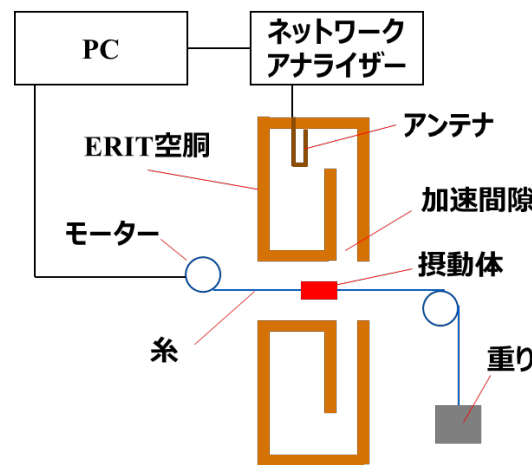 PC
ネットワーク
アナライザー
アンテナ
ERIT空胴
加速間隙
モーター
摂動体
糸
重り